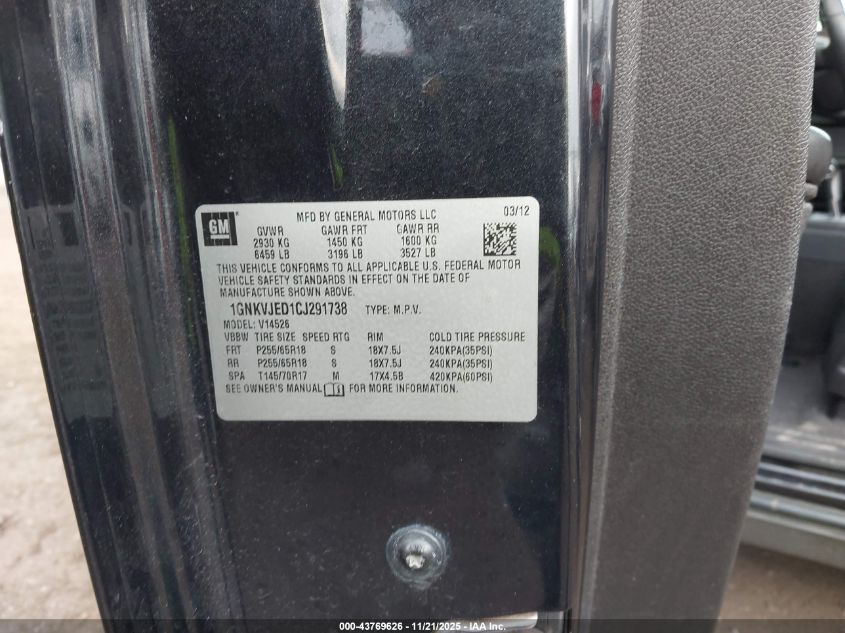 MFD BY GENERAL MOTORS LLC 03/12
GM
GVWR GAWR FRT GAWR RR
2930 KG 1450 KG 1600 KG
6459 LB 3196 LB 3527 LB
THIS VEHICLE CONFORMS TO ALL APPLICABLE U.S. FEDERAL MOTOR
VEHICLE SAFETY STANDARDS IN EFFECT ON THE DATE OF
MANUFACTURE SHOWN ABOVE.
1GNKVJED1CJ291738 TYPE: M.P.V.
MODEL: V14526
VBBW TIRE SIZE SPEED RTG RIM COLD TIRE PRESSURE
FRT P255/65R18 S 18X7.5J 240KPA(35PSI)
RR P255/65R18 S 18X7.5J 240KPA(35PSI)
SPA T145/70R17 M 17X4.5B 420KPA(60PSI)
SEE OWNER'S MANUAL FOR MORE INFORMATION.
000-43769626 - 11/21/2025 - IAA Inc.